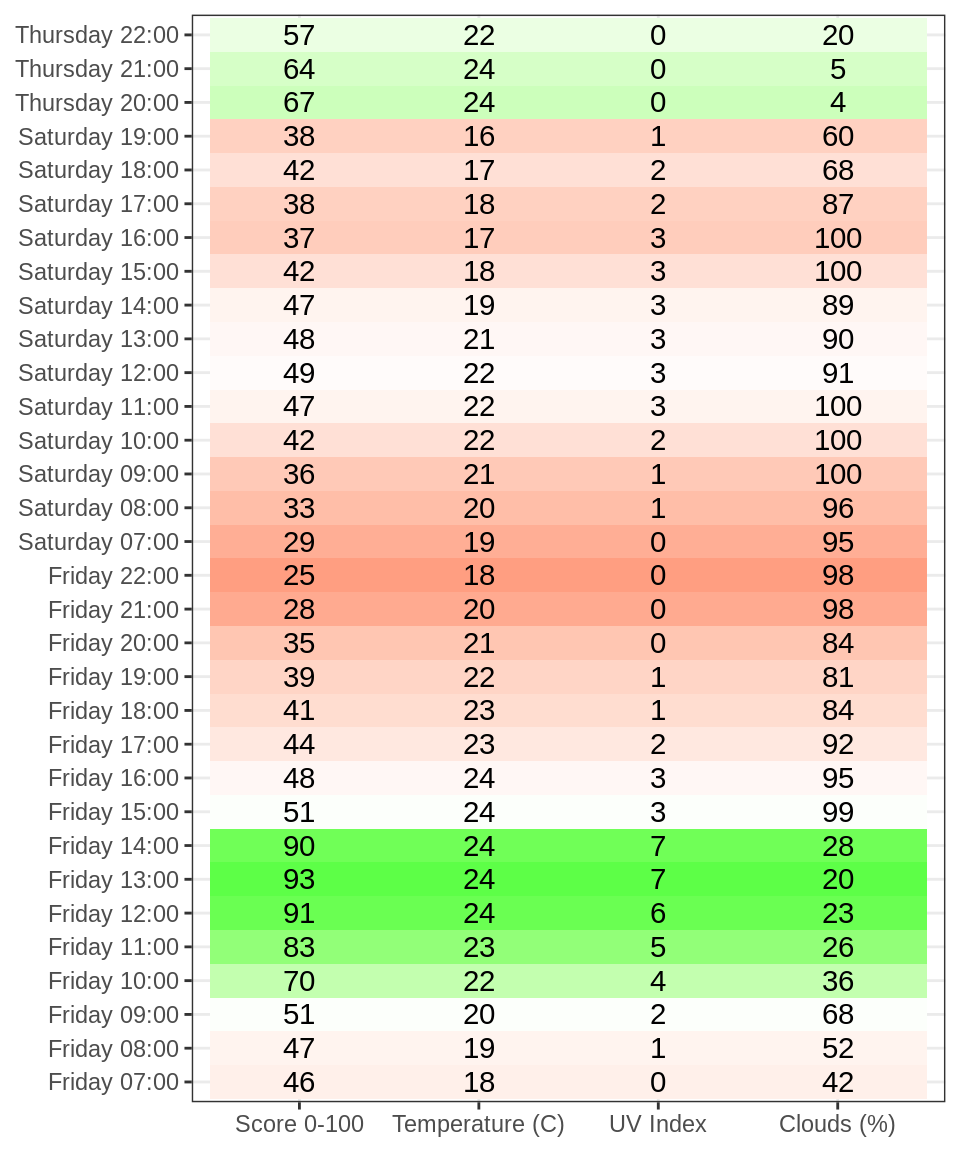 Thursday 22:00 57 22 0 20
Thursday 21:00 64 24 0 5
Thursday 20:00 67 24 0 4
Saturday 19:00 38 16 1 60
Saturday 18:00 42 17 2 68
Saturday 17:00 38 18 2 87
Saturday 16:00 37 17 3 100
Saturday 15:00 42 18 3 100
Saturday 14:00 47 19 3 89
Saturday 13:00 48 21 3 90
Saturday 12:00 49 22 3 91
Saturday 11:00 47 22 3 100
Saturday 10:00 42 22 2 100
Saturday 09:00 36 21 1 100
Saturday 08:00 33 20 1 96
Saturday 07:00 29 19 0 95
Friday 22:00 25 18 0 98
Friday 21:00 28 20 0 98
Friday 20:00 35 21 0 84
Friday 19:00 39 22 1 81
Friday 18:00 41 23 1 84
Friday 17:00 44 23 2 92
Friday 16:00 48 24 3 95
Friday 15:00 51 24 3 99
Friday 14:00 90 24 7 28
Friday 13:00 93 24 7 20
Friday 12:00 91 24 6 23
Friday 11:00 83 23 5 26
Friday 10:00 70 22 4 36
Friday 09:00 51 20 2 68
Friday 08:00 47 19 1 52
Friday 07:00 46 18 0 42
Score 0-100 Temperature (C) UV Index Clouds (%)